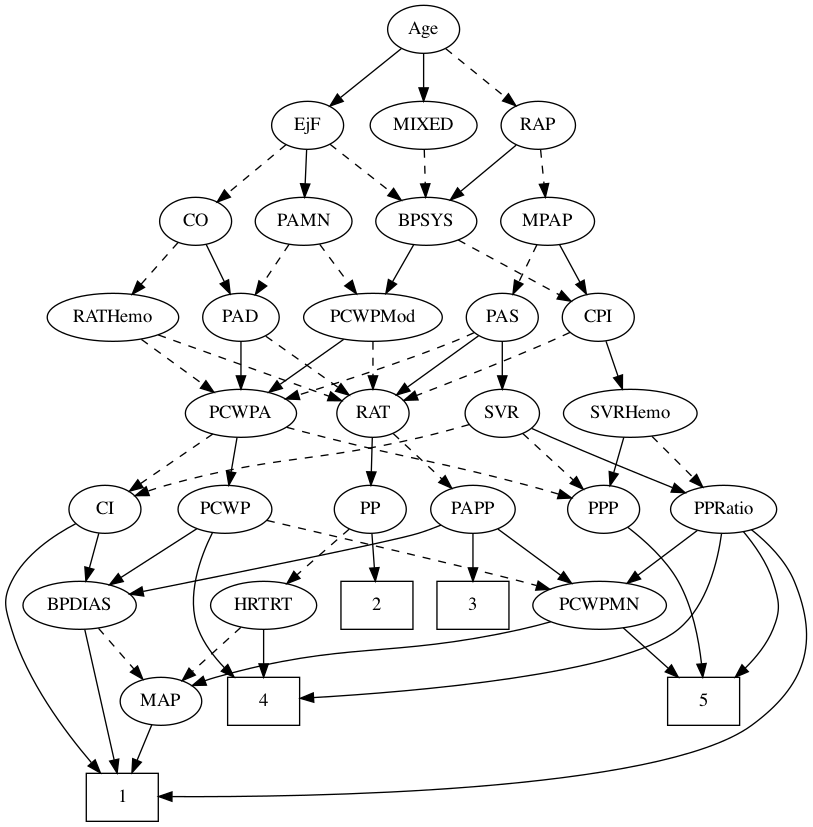 Age
EjF
MIXED
RAP
CO
PAMN
BPSYS
MPAP
RATHemo
PAD
PCWPMod
PAS
CPI
PCWPA
RAT
SVR
SVRHemo
CI
PCWP
PP
PAPP
PPP
PPRatio
BPDIAS
HRTRT
2
3
PCWPMN
MAP
4
5
1